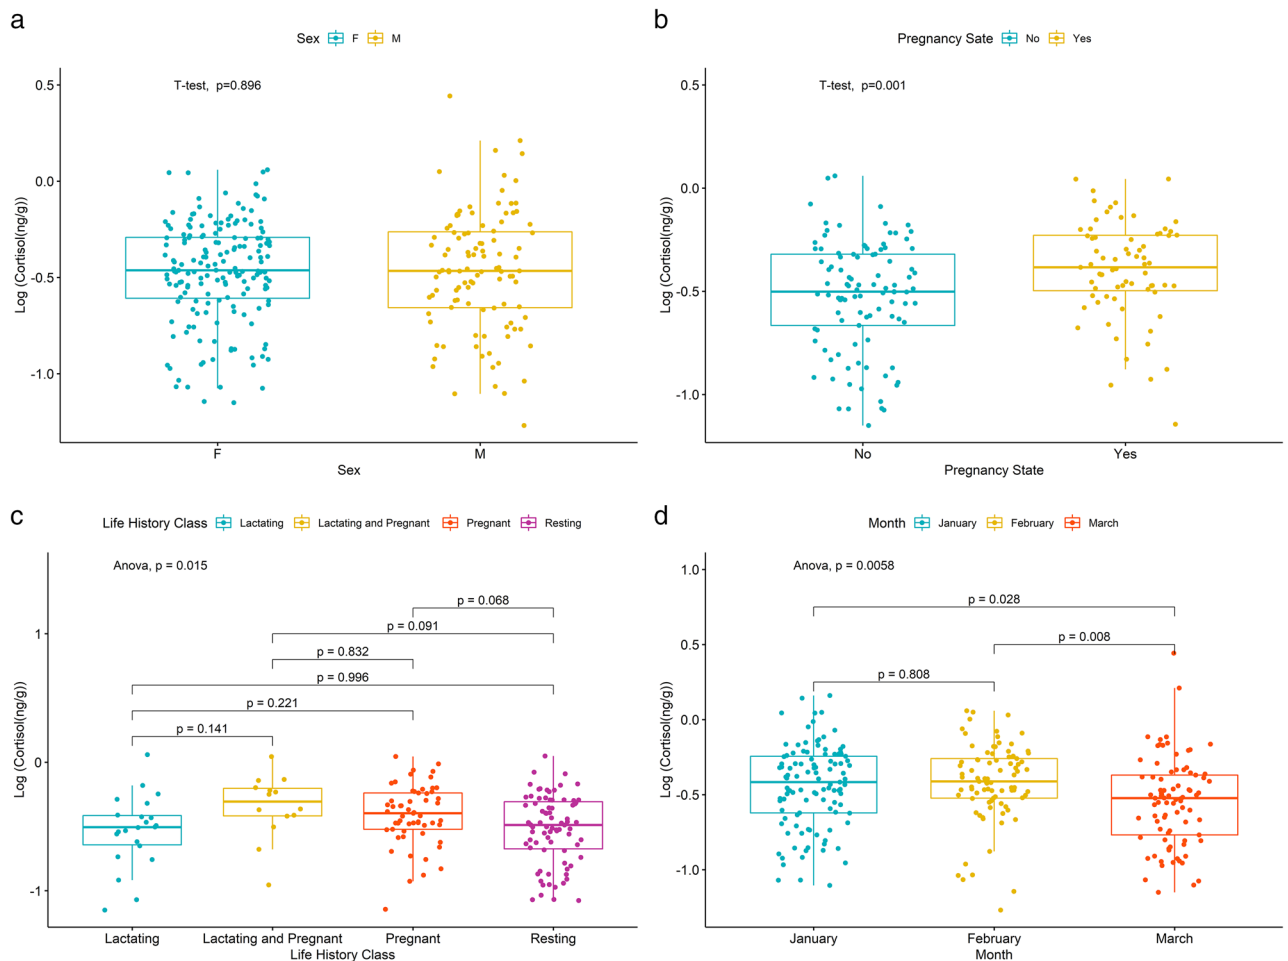 a
Sex F M
T-test, p=0.896
0.5
0.0
-0.5
-1.0
Log (Cortisol(ng/g))
F M
Sex
b
Pregnancy Sate No Yes
T-test, p=0.001
0.5
0.0
-0.5
-1.0
Log (Cortisol(ng/g))
No Yes
Pregnancy State
c
Life History Class Lactating Lactating and Pregnant Pregnant Resting
Anova, p = 0.015
p = 0.068
p = 0.091
p = 0.832
p = 0.996
p = 0.221
p = 0.141
1
0
-1
Log (Cortisol(ng/g))
Lactating Lactating and Pregnant Pregnant Resting
Life History Class
d
Month January February March
Anova, p = 0.0058
p = 0.028
p = 0.008
p = 0.808
1.0
0.5
0.0
-0.5
-1.0
Log (Cortisol(ng/g))
January February March
Month